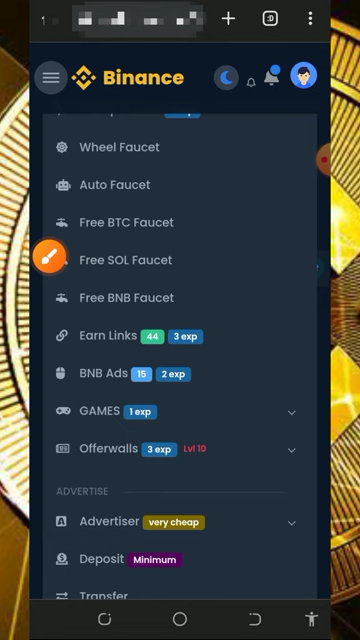 :D
Binance
Wheel Faucet
Auto Faucet
Free BTC Faucet
Free SOL Faucet
Free BNB Faucet
Earn Links 44 3 exp
BNB Ads 15 2 exp
GAMES 1 exp
Offerwalls 3 exp Lvl 10
ADVERTISE
Advertiser very cheap
Deposit Minimum
Transfer